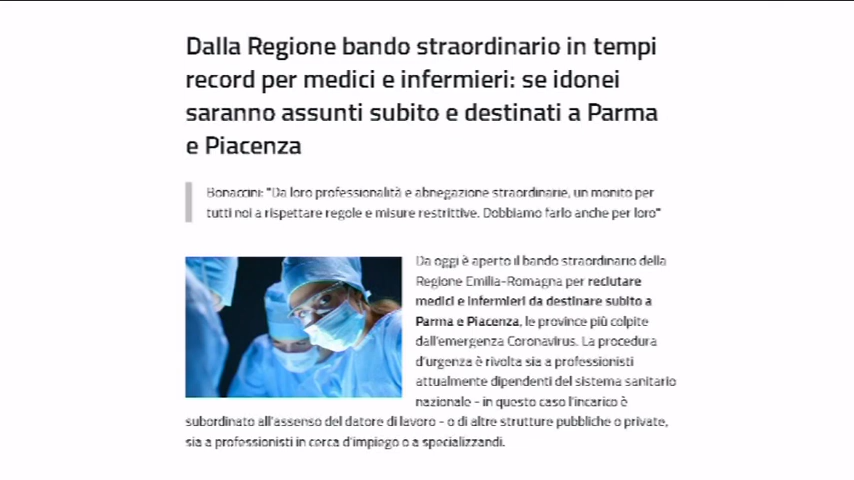 Dalla Regione bando straordinario in tempi
record per medici e infermieri: se idonei
saranno assunti subito e destinati a Parma
e Piacenza
Bonaccini: "Da loro professionalità e abnegazione straordinarie, un monito per
tutti noi a rispettare regole e misure restrittive. Dobbiamo farlo anche per loro"
Da oggi è aperto il bando straordinario della
Regione Emilia-Romagna per reclutare
medici e infermieri da destinare subito a
Parma e Piacenza, le province più colpite
dall'emergenza Coronavirus. La procedura
d'urgenza è rivolta sia a professionisti
attualmente dipendenti del sistema sanitario
nazionale - in questo caso l'incarico è
subordinato all'assenso del datore di lavoro - o di altre strutture pubbliche o private,
sia a professionisti in cerca d'impiego o a specializzandi.